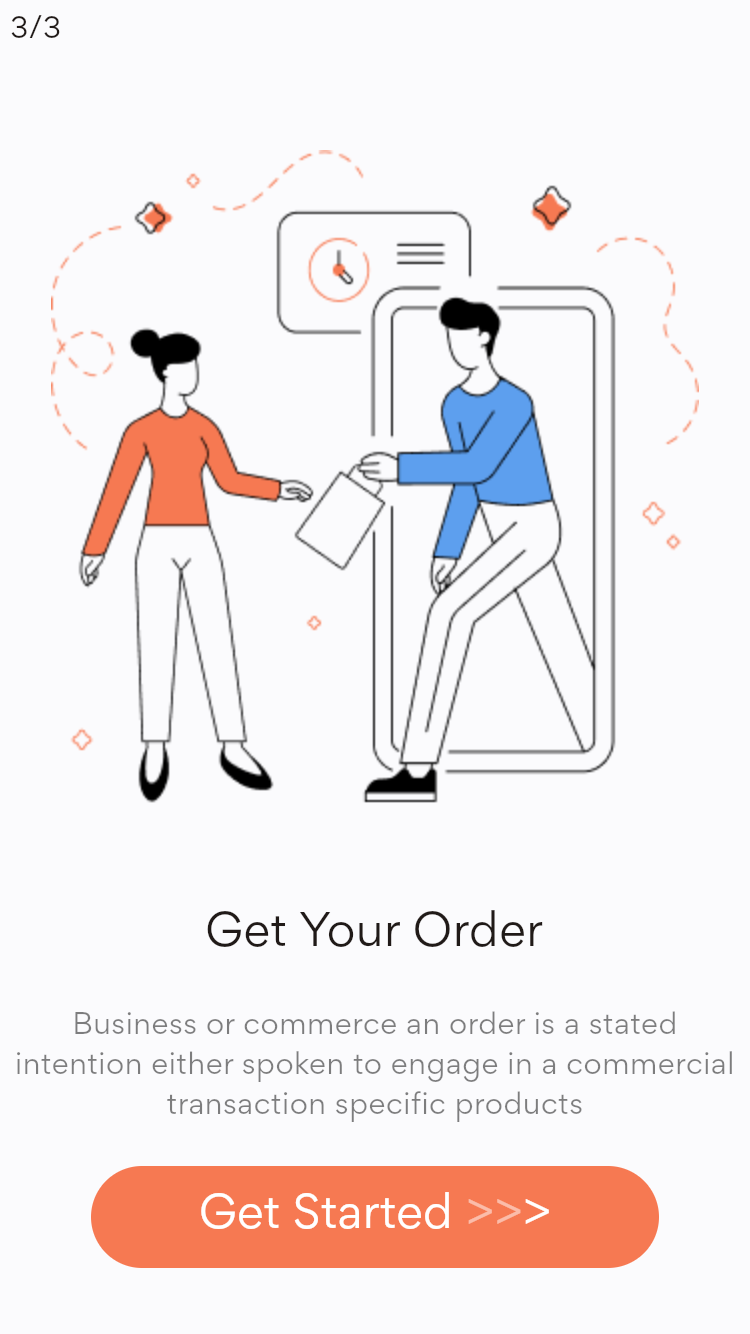 3/3
Get Your Order
Business or commerce an order is a stated
intention either spoken to engage in a commercial
transaction specific products
Get Started >>>